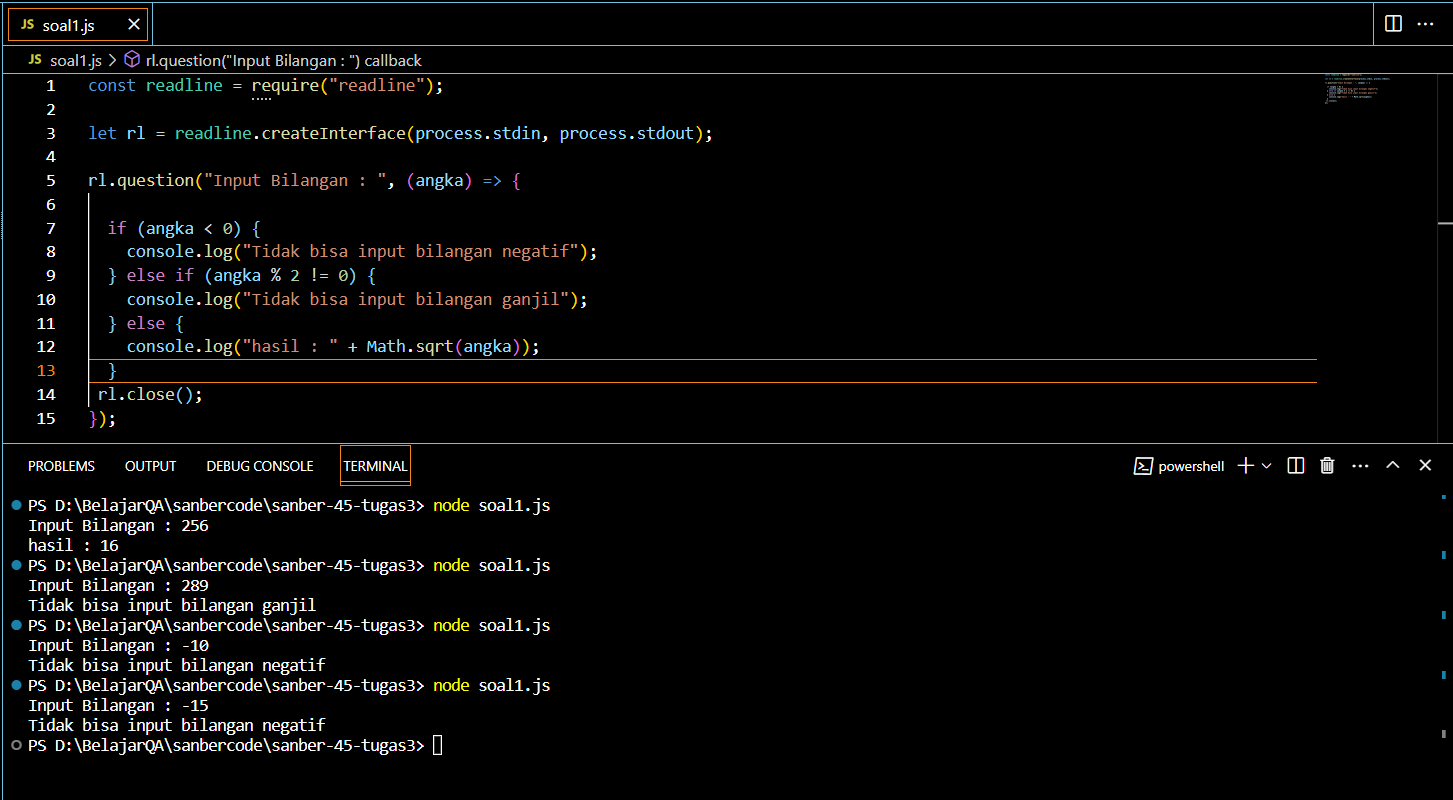 JS soal1.js
JS soal1.js > rl.question("Input Bilangan : ") callback
1 const readline = require("readline");
2
3 let rl = readline.createInterface(process.stdin, process.stdout);
4
5 rl.question("Input Bilangan : ", (angka) => {
6
7 if (angka < 0) {
8 console.log("Tidak bisa input bilangan negatif");
9 } else if (angka % 2 != 0) {
10 console.log("Tidak bisa input bilangan ganjil");
11 } else {
12 console.log("hasil : " + Math.sqrt(angka));
13 }
14 rl.close();
15 });
PROBLEMS OUTPUT DEBUG CONSOLE TERMINAL powershell
PS D:\BelajarQA\sanbercode\sanber-45-tugas3> node soal1.js
Input Bilangan : 256
hasil : 16
PS D:\BelajarQA\sanbercode\sanber-45-tugas3> node soal1.js
Input Bilangan : 289
Tidak bisa input bilangan ganjil
PS D:\BelajarQA\sanbercode\sanber-45-tugas3> node soal1.js
Input Bilangan : -10
Tidak bisa input bilangan negatif
PS D:\BelajarQA\sanbercode\sanber-45-tugas3> node soal1.js
Input Bilangan : -15
Tidak bisa input bilangan negatif
PS D:\BelajarQA\sanbercode\sanber-45-tugas3>